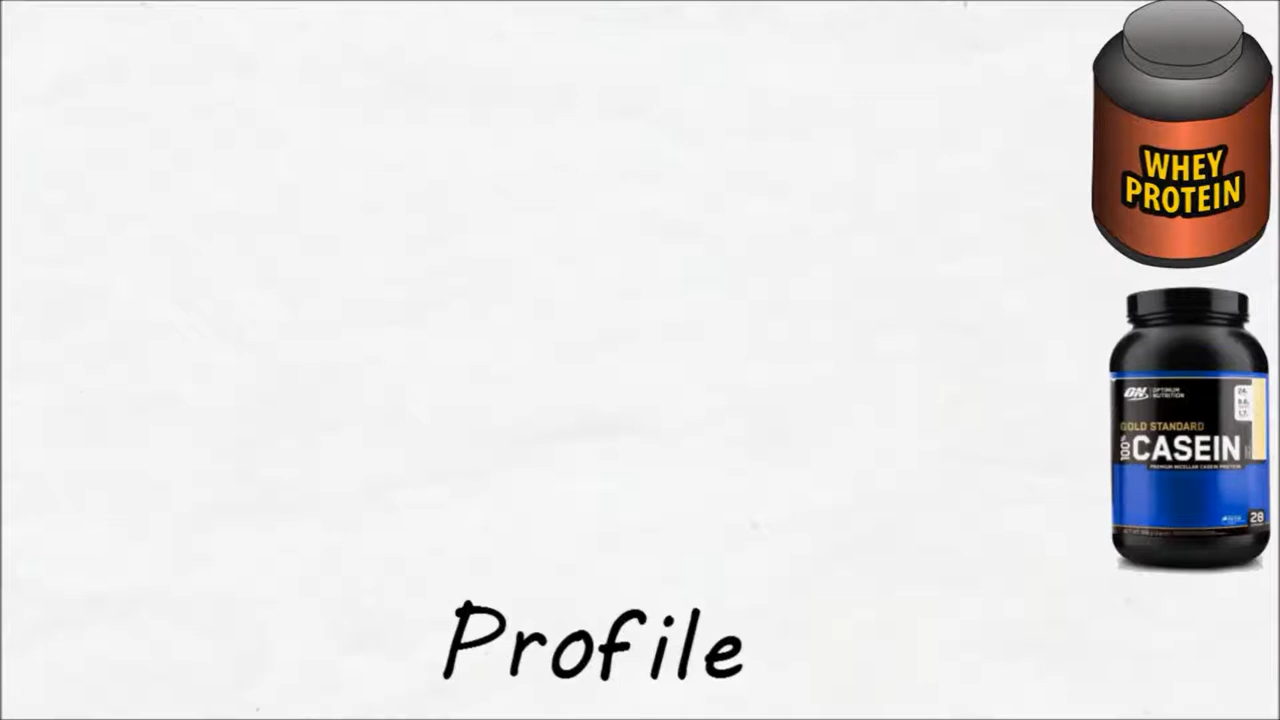 WHEY
PROTEIN
ON OPTIMUM
NUTRITION
GOLD STANDARD
100% CASEIN
PREMIUM MICELLAR CASEIN PROTEIN
28
Profile